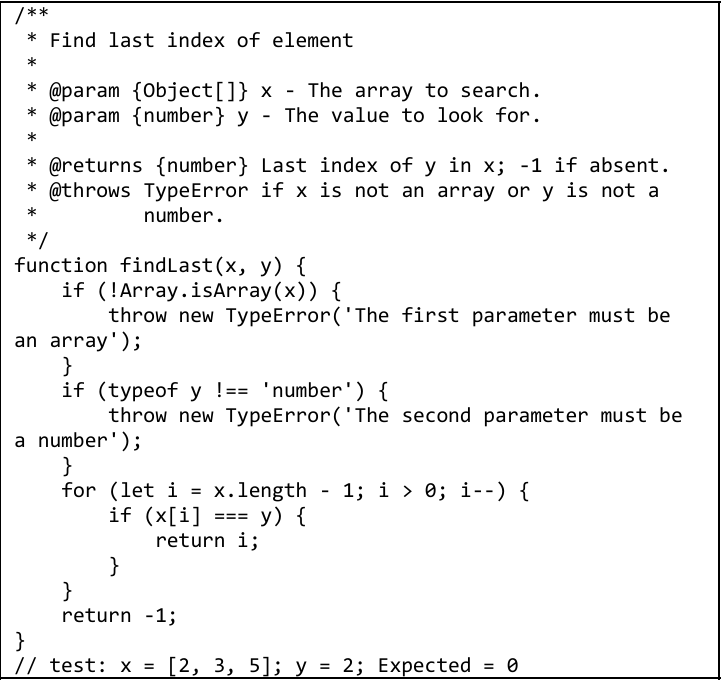 /**
 * Find last index of element
 *
 * @param {Object[]} x - The array to search.
 * @param {number} y - The value to look for.
 *
 * @returns {number} Last index of y in x; -1 if absent.
 * @throws TypeError if x is not an array or y is not a
 *         number.
 */
function findLast(x, y) {
    if (!Array.isArray(x)) {
        throw new TypeError('The first parameter must be
an array');
    }
    if (typeof y !== 'number') {
        throw new TypeError('The second parameter must be
a number');
    }
    for (let i = x.length - 1; i > 0; i--) {
        if (x[i] === y) {
            return i;
        }
    }
    return -1;
}
// test: x = [2, 3, 5]; y = 2; Expected = 0